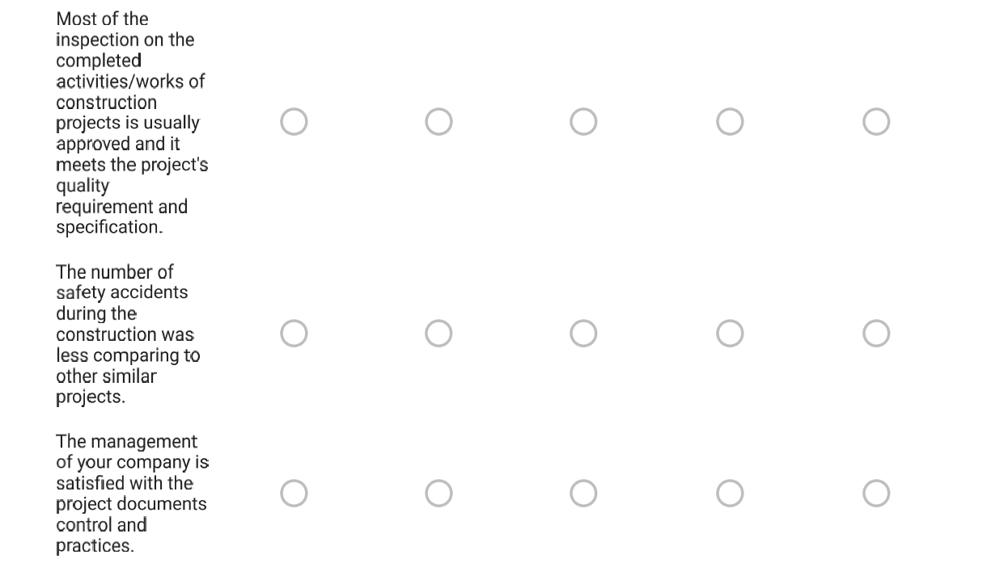 Most of the
inspection on the
completed
activities/works of
construction
projects is usually
approved and it
meets the project's
quality
requirement and
specification.
The number of
safety accidents
during the
construction was
less comparing to
other similar
projects.
The management
of your company is
satisfied with the
project documents
control and
practices.